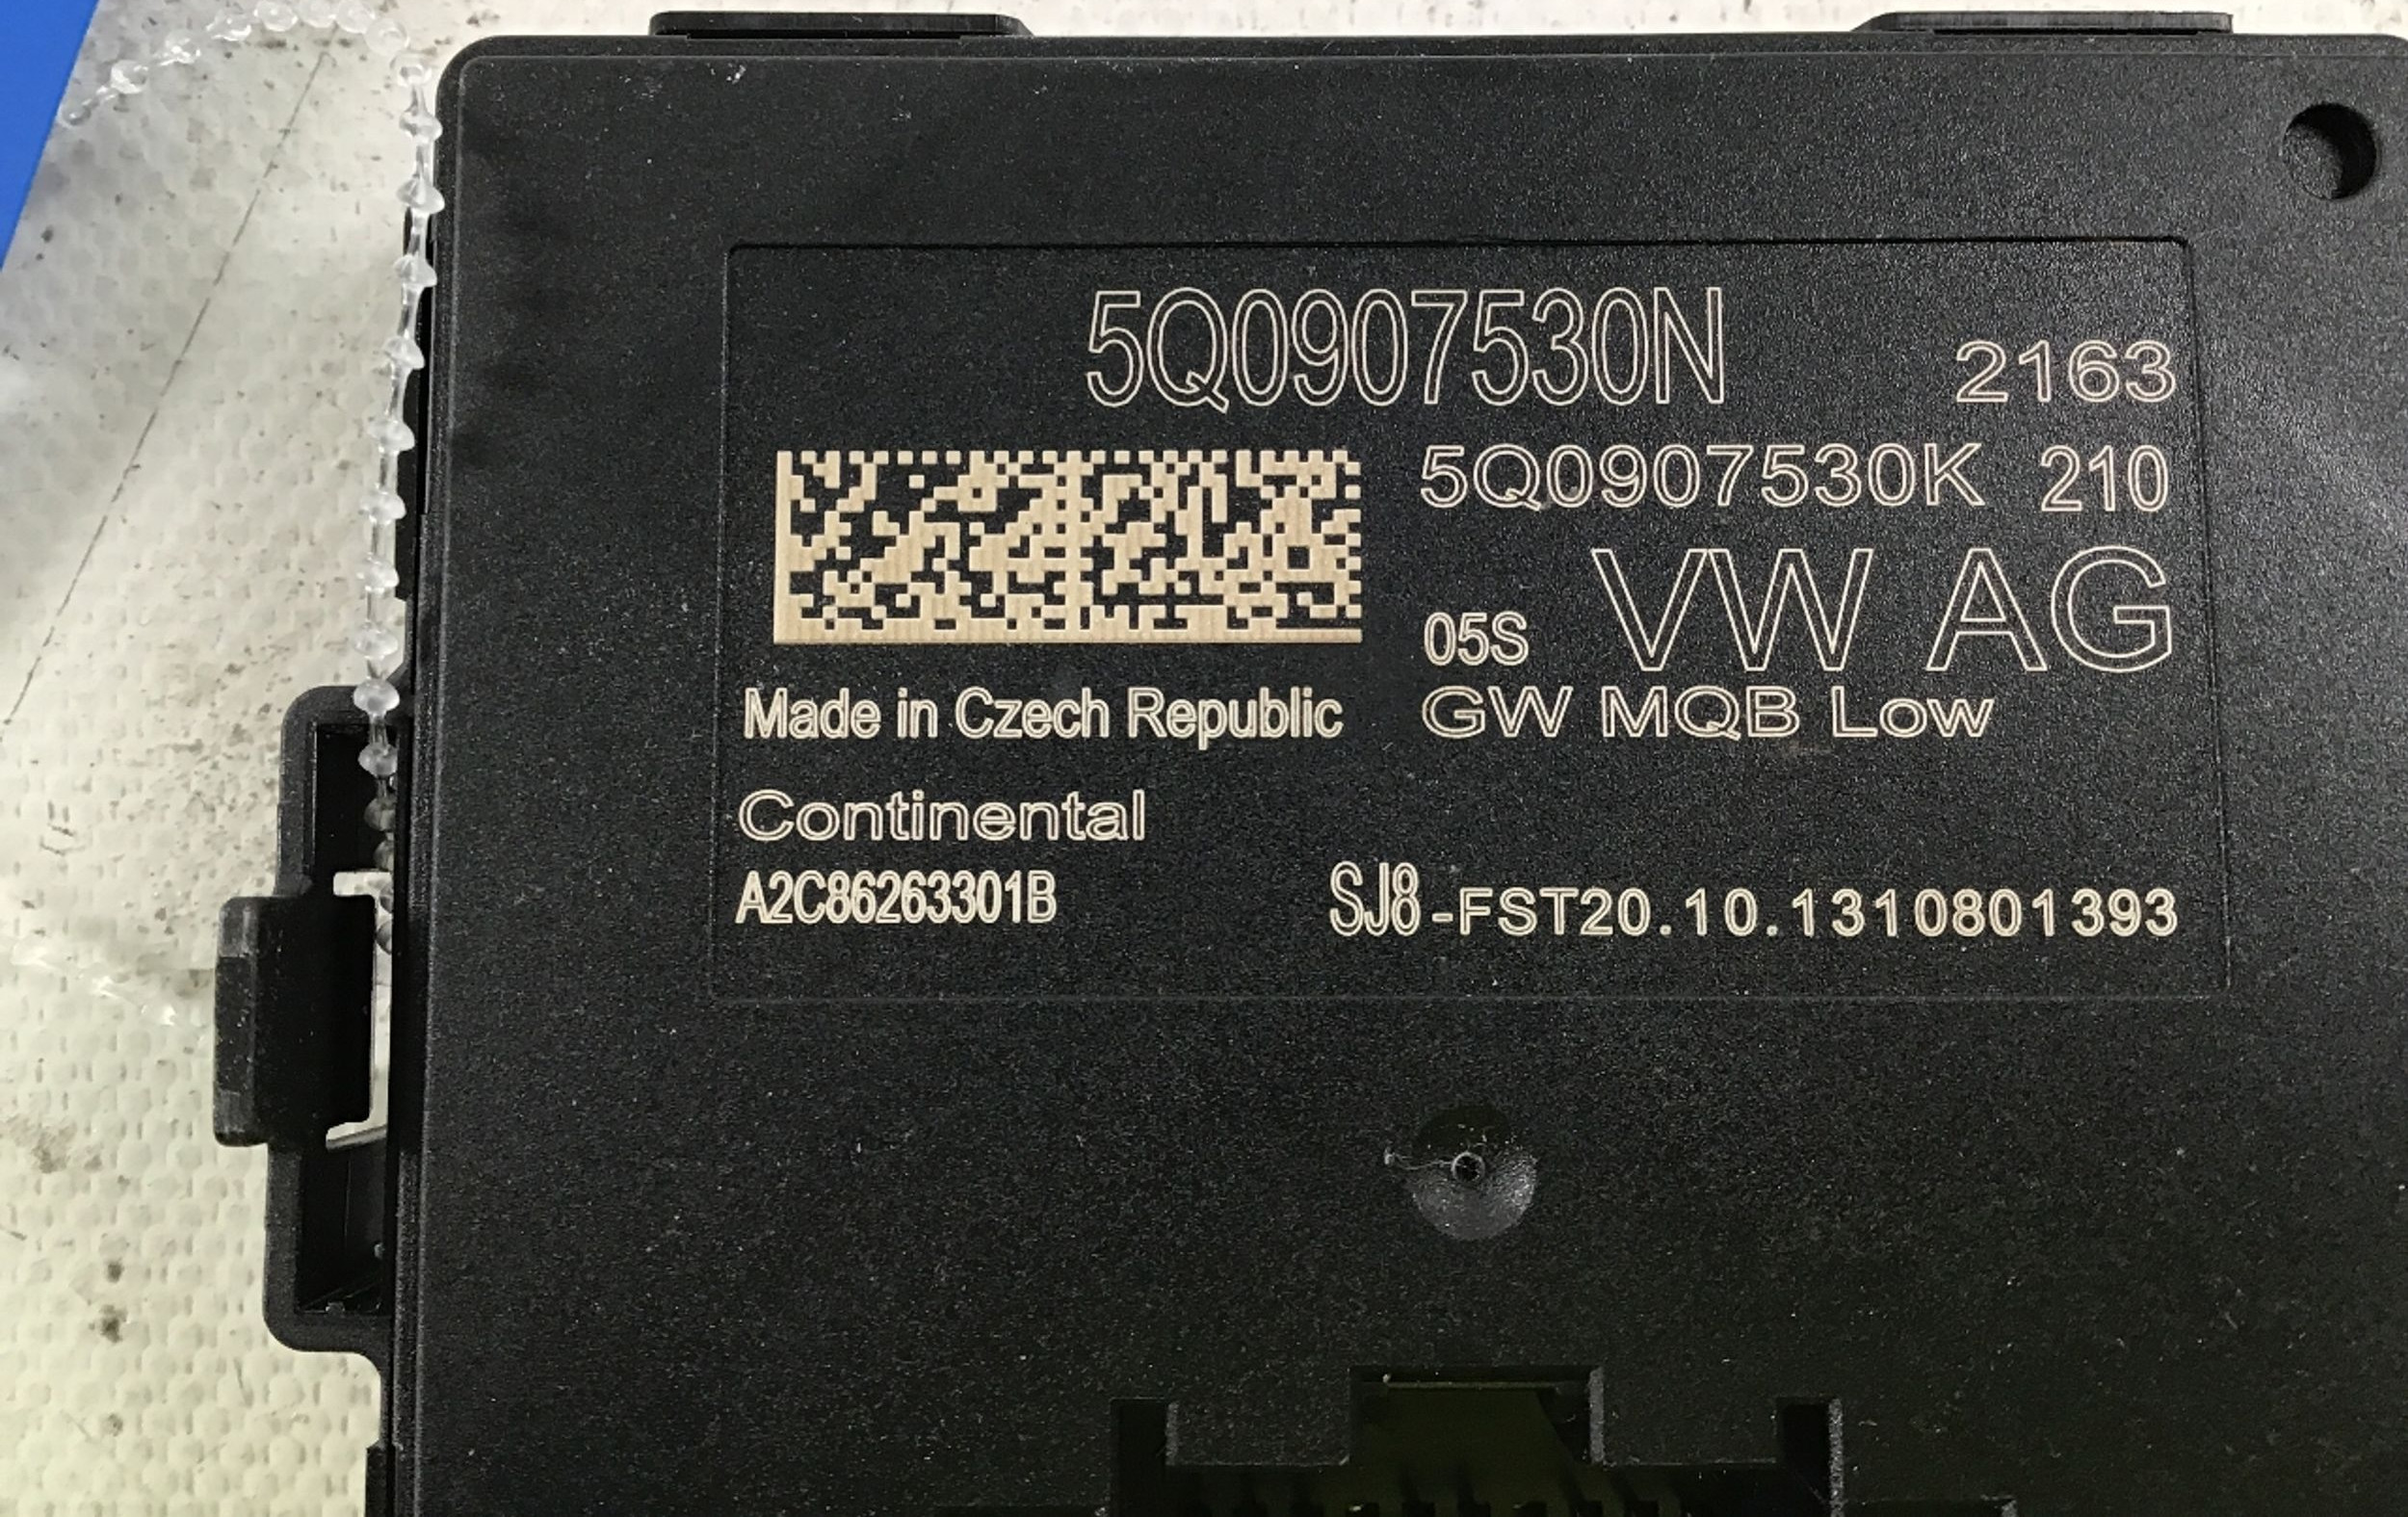 5Q0907530N 2163
5Q0907530K 210
05S VW AG
Made in Czech Republic GW MQB Low
Continental
A2C86263301B SJ8-FST20.10.1310801393